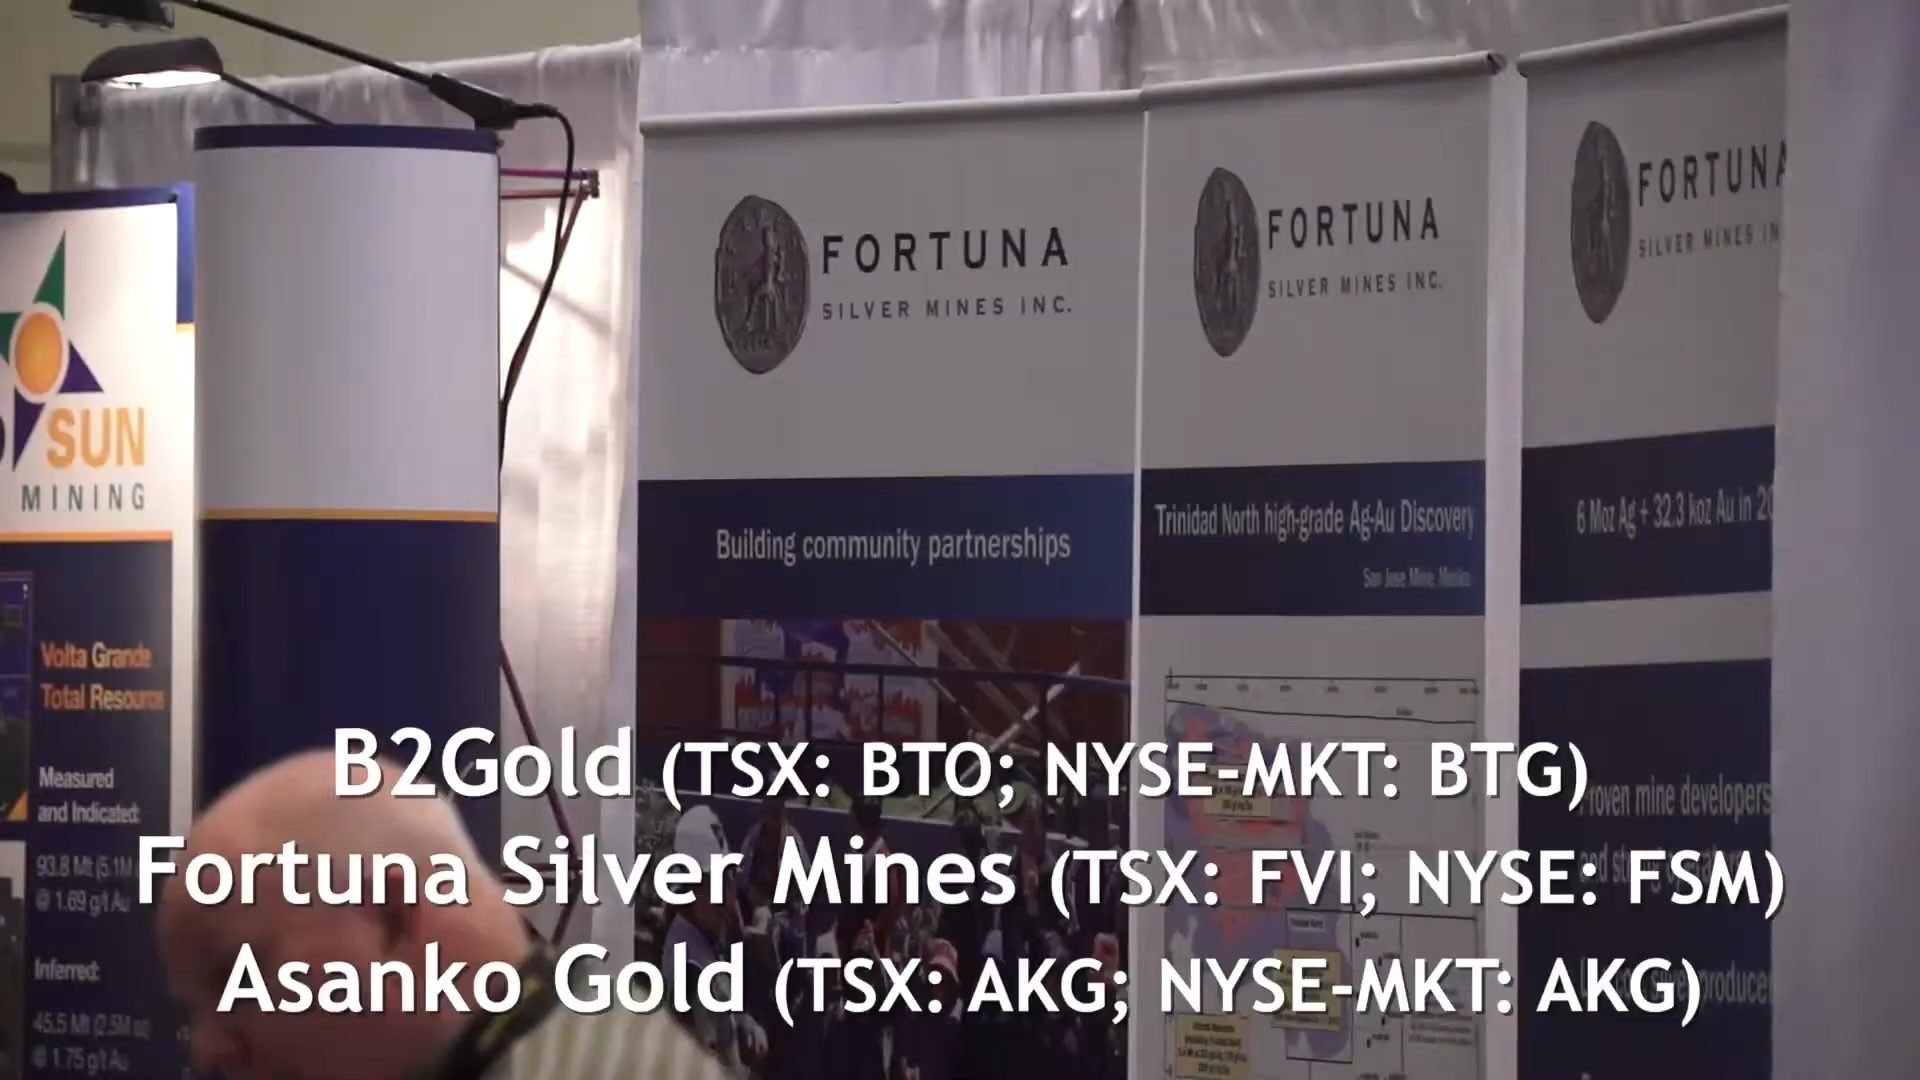 SUN
MINING
Volta Grande
Total Resource
Measured
and Indicated:
93.8 Mt (5.1M
@ 1.69 g/t Au
Inferred:
45.5 Mt (2.5M oz)
@ 1.75 g/t Au
FORTUNA
SILVER MINES INC.
Building community partnerships
FORTUNA
SILVER MINES INC.
Trinidad North high-grade Ag-Au Discovery
San Jose Mine, Mexico
FORTUNA
SILVER MINES IN
6 Moz Ag + 32.3 koz Au in 20
roven mine developers
producer
B2Gold (TSX: BTO; NYSE-MKT: BTG)
Fortuna Silver Mines (TSX: FVI; NYSE: FSM)
Asanko Gold (TSX: AKG; NYSE-MKT: AKG)